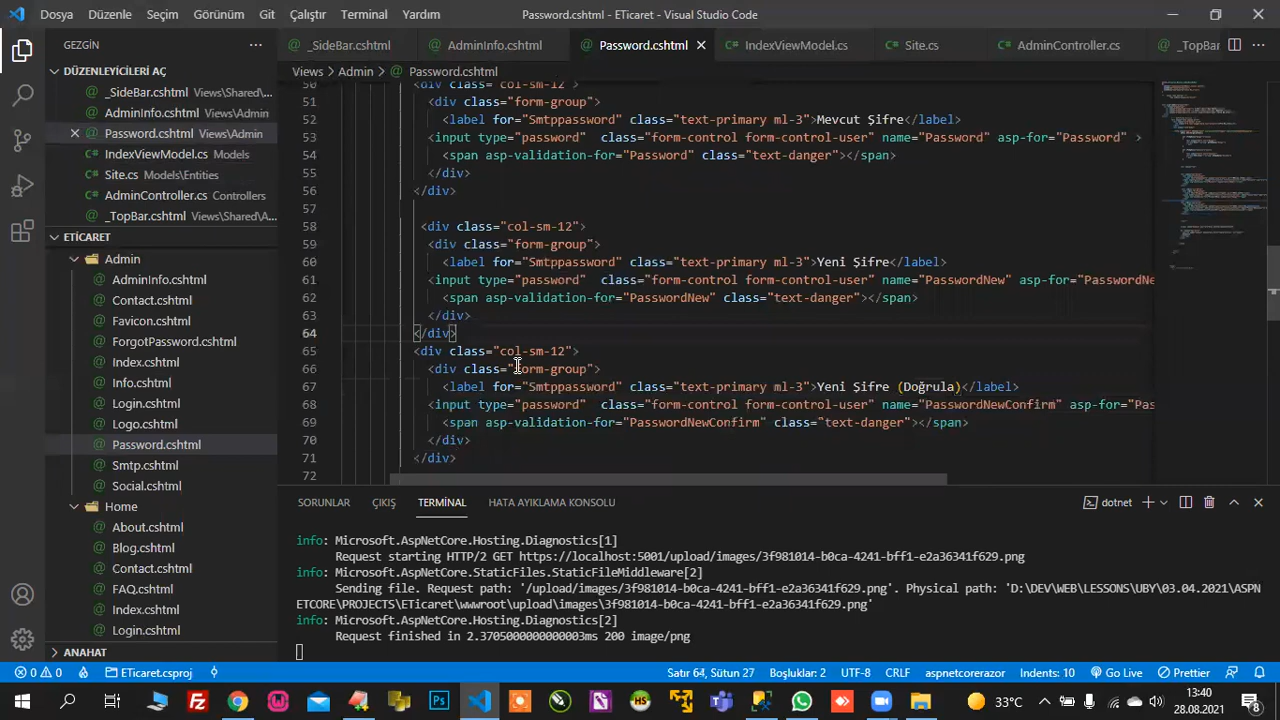 Dosya Düzenle Seçim Görünüm Git Çalıştır Terminal Yardım Password.cshtml - ETicaret - Visual Studio Code
GEZGİN
_SideBar.cshtml AdminInfo.cshtml Password.cshtml IndexViewModel.cs Site.cs AdminController.cs _TopBar
DÜZENLEYİCİLERİ AÇ
Views Admin Password.cshtml
_SideBar.cshtml Views\Shared\...
AdminInfo.cshtml Views\Admin
Password.cshtml Views\Admin
IndexViewModel.cs Models
Site.cs Models\Entities
AdminController.cs Controllers
_TopBar.cshtml Views\Shared\A...
ETICARET
Admin
AdminInfo.cshtml
Contact.cshtml
Favicon.cshtml
ForgotPassword.cshtml
Index.cshtml
Info.cshtml
Login.cshtml
Logo.cshtml
Password.cshtml
Smtp.cshtml
Social.cshtml
Home
About.cshtml
Blog.cshtml
Contact.cshtml
FAQ.cshtml
Index.cshtml
Login.cshtml
ANAHAT
50 <div class="col-sm-12">
51 <div class="form-group">
52 <label for="Smtppassword" class="text-primary ml-3">Mevcut Şifre</label>
53 <input type="password" class="form-control form-control-user" name="Password" asp-for="Password" >
54 <span asp-validation-for="Password" class="text-danger"></span>
55 </div>
56 </div>
57
58 <div class="col-sm-12">
59 <div class="form-group">
60 <label for="Smtppassword" class="text-primary ml-3">Yeni Şifre</label>
61 <input type="password" class="form-control form-control-user" name="PasswordNew" asp-for="PasswordNe
62 <span asp-validation-for="PasswordNew" class="text-danger"></span>
63 </div>
64 </div>
65 <div class="col-sm-12">
66 <div class="form-group">
67 <label for="Smtppassword" class="text-primary ml-3">Yeni Şifre (Doğrula)</label>
68 <input type="password" class="form-control form-control-user" name="PasswordNewConfirm" asp-for="Pas
69 <span asp-validation-for="PasswordNewConfirm" class="text-danger"></span>
70 </div>
71 </div>
72
SORUNLAR ÇIKIŞ TERMİNAL HATA AYIKLAMA KONSOLU dotnet
info: Microsoft.AspNetCore.Hosting.Diagnostics[1]
Request starting HTTP/2 GET https://localhost:5001/upload/images/3f981014-b0ca-4241-bff1-e2a36341f629.png
info: Microsoft.AspNetCore.StaticFiles.StaticFileMiddleware[2]
Sending file. Request path: '/upload/images/3f981014-b0ca-4241-bff1-e2a36341f629.png'. Physical path: 'D:\DEV\WEB\LESSONS\UBY\03.04.2021\ASPN
ETCORE\PROJECTS\ETicaret\wwwroot\upload\images\3f981014-b0ca-4241-bff1-e2a36341f629.png'
info: Microsoft.AspNetCore.Hosting.Diagnostics[2]
Request finished in 2.3705000000000003ms 200 image/png
0 0 ETicaret.csproj Satır 64, Sütun 27 Boşluklar: 2 UTF-8 CRLF aspnetcorerazor Indents: 10 Go Live Prettier
33°C 13:40
28.08.2021
8